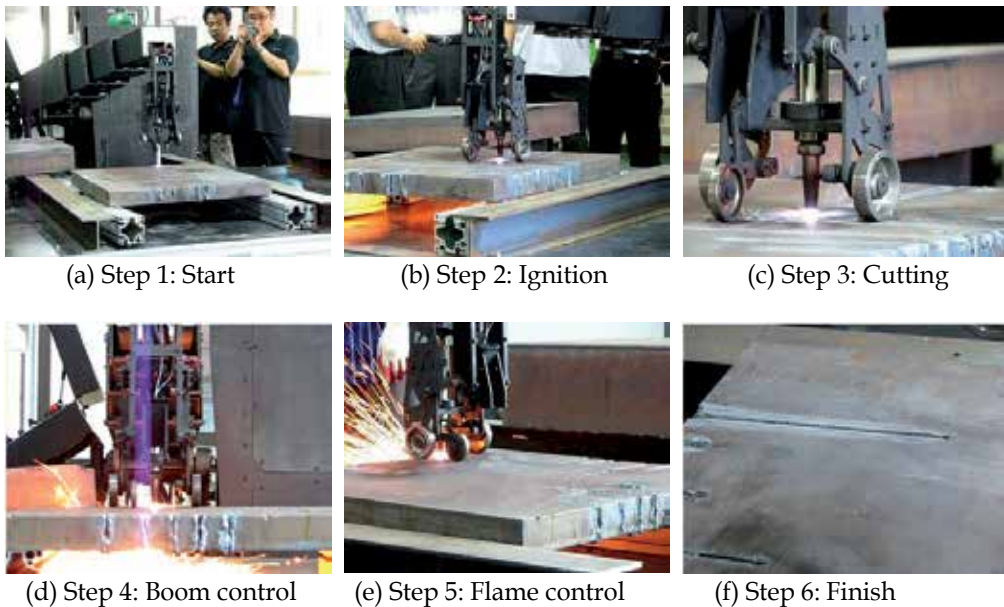 (a) Step 1: Start
(b) Step 2: Ignition
(c) Step 3: Cutting
(d) Step 4: Boom control
(e) Step 5: Flame control
(f) Step 6: Finish